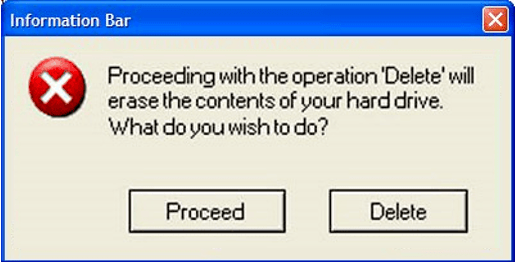 Information Bar
Proceeding with the operation 'Delete' will
erase the contents of your hard drive.
What do you wish to do?
Proceed
Delete